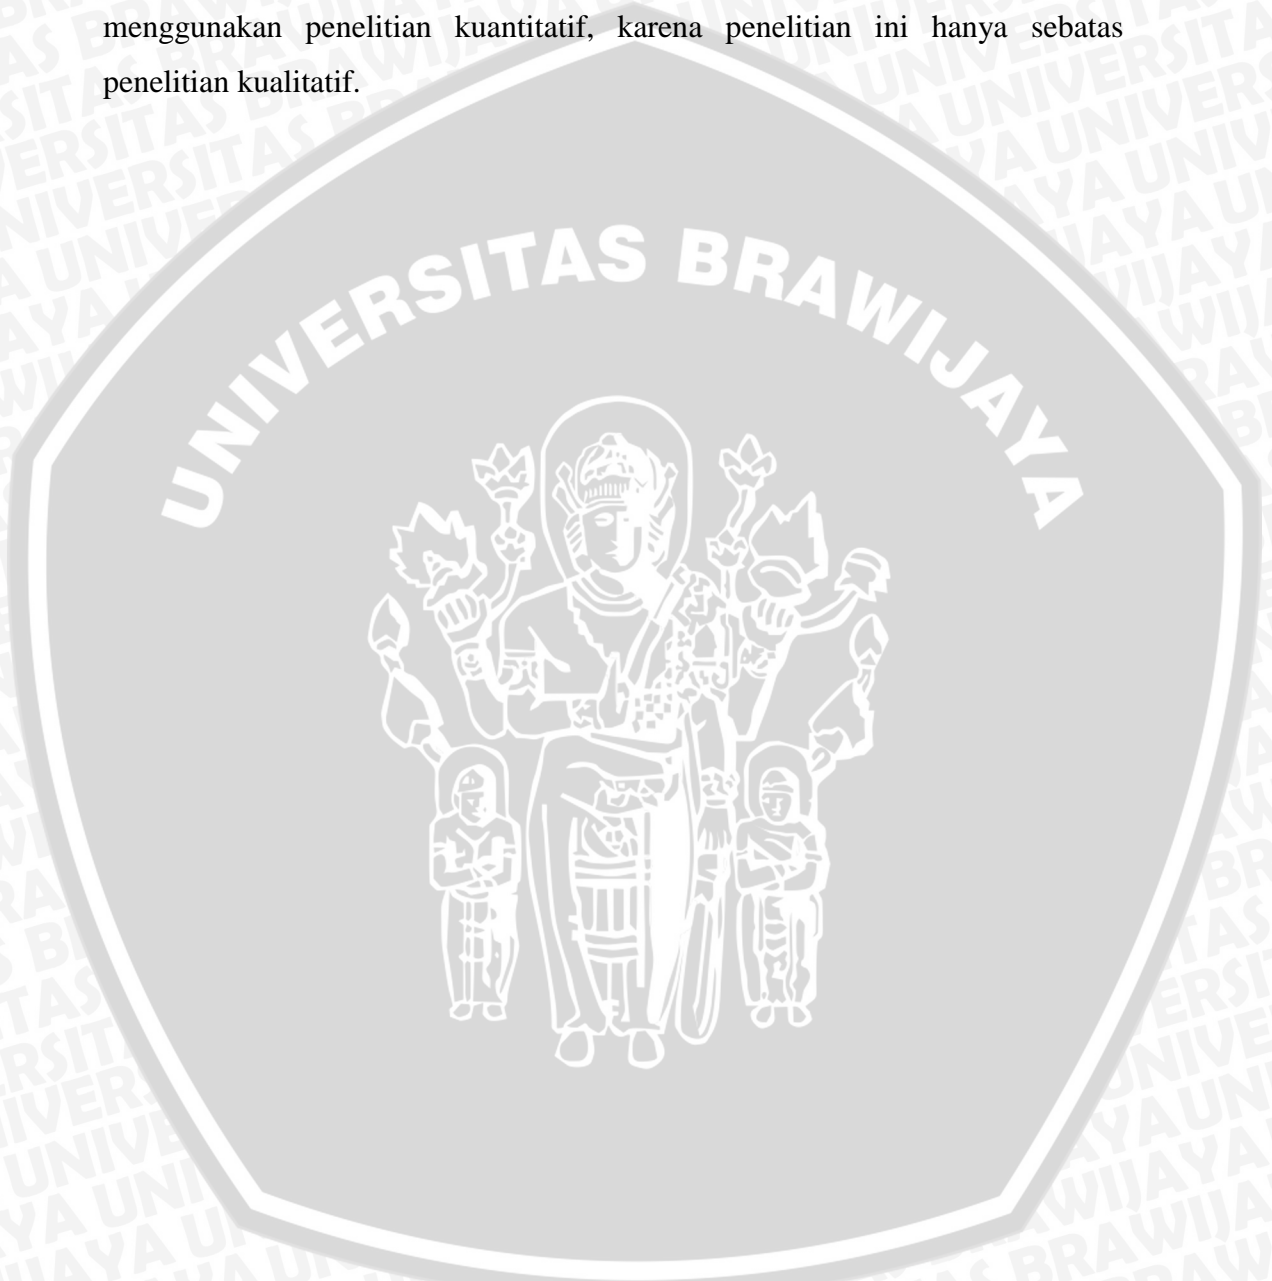 menggunakan penelitian kuantitatif, karena penelitian ini hanya sebatas
penelitian kualitatif.
UNIVERSITAS BRAWIJAYA